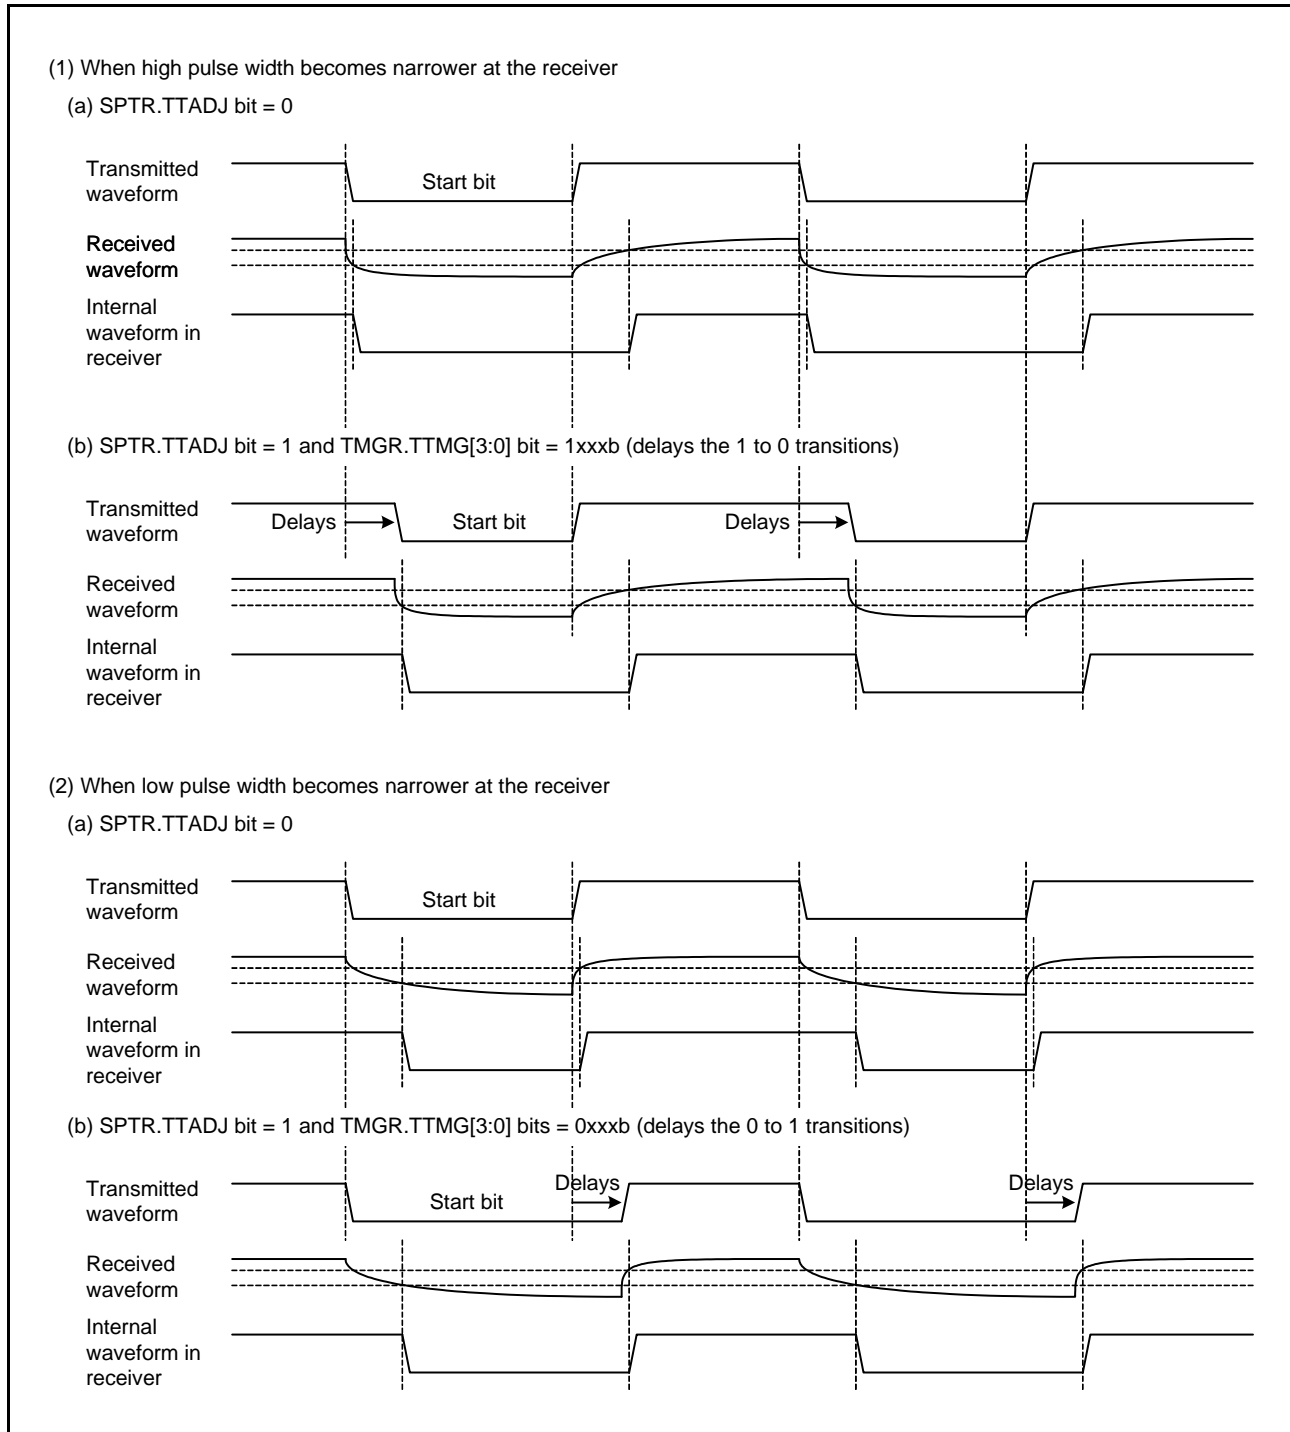 (1) When high pulse width becomes narrower at the receiver
(a) SPTR.TTADJ bit = 0
Transmitted
waveform
Start bit
Received
waveform
Internal
waveform in
receiver
(b) SPTR.TTADJ bit = 1 and TMGR.TTMG[3:0] bit = 1xxxb (delays the 1 to 0 transitions)
Transmitted
waveform
Delays
Start bit
Delays
Received
waveform
Internal
waveform in
receiver
(2) When low pulse width becomes narrower at the receiver
(a) SPTR.TTADJ bit = 0
Transmitted
waveform
Start bit
Received
waveform
Internal
waveform in
receiver
(b) SPTR.TTADJ bit = 1 and TMGR.TTMG[3:0] bits = 0xxxb (delays the 0 to 1 transitions)
Transmitted
waveform
Start bit
Delays
Delays
Received
waveform
Internal
waveform in
receiver